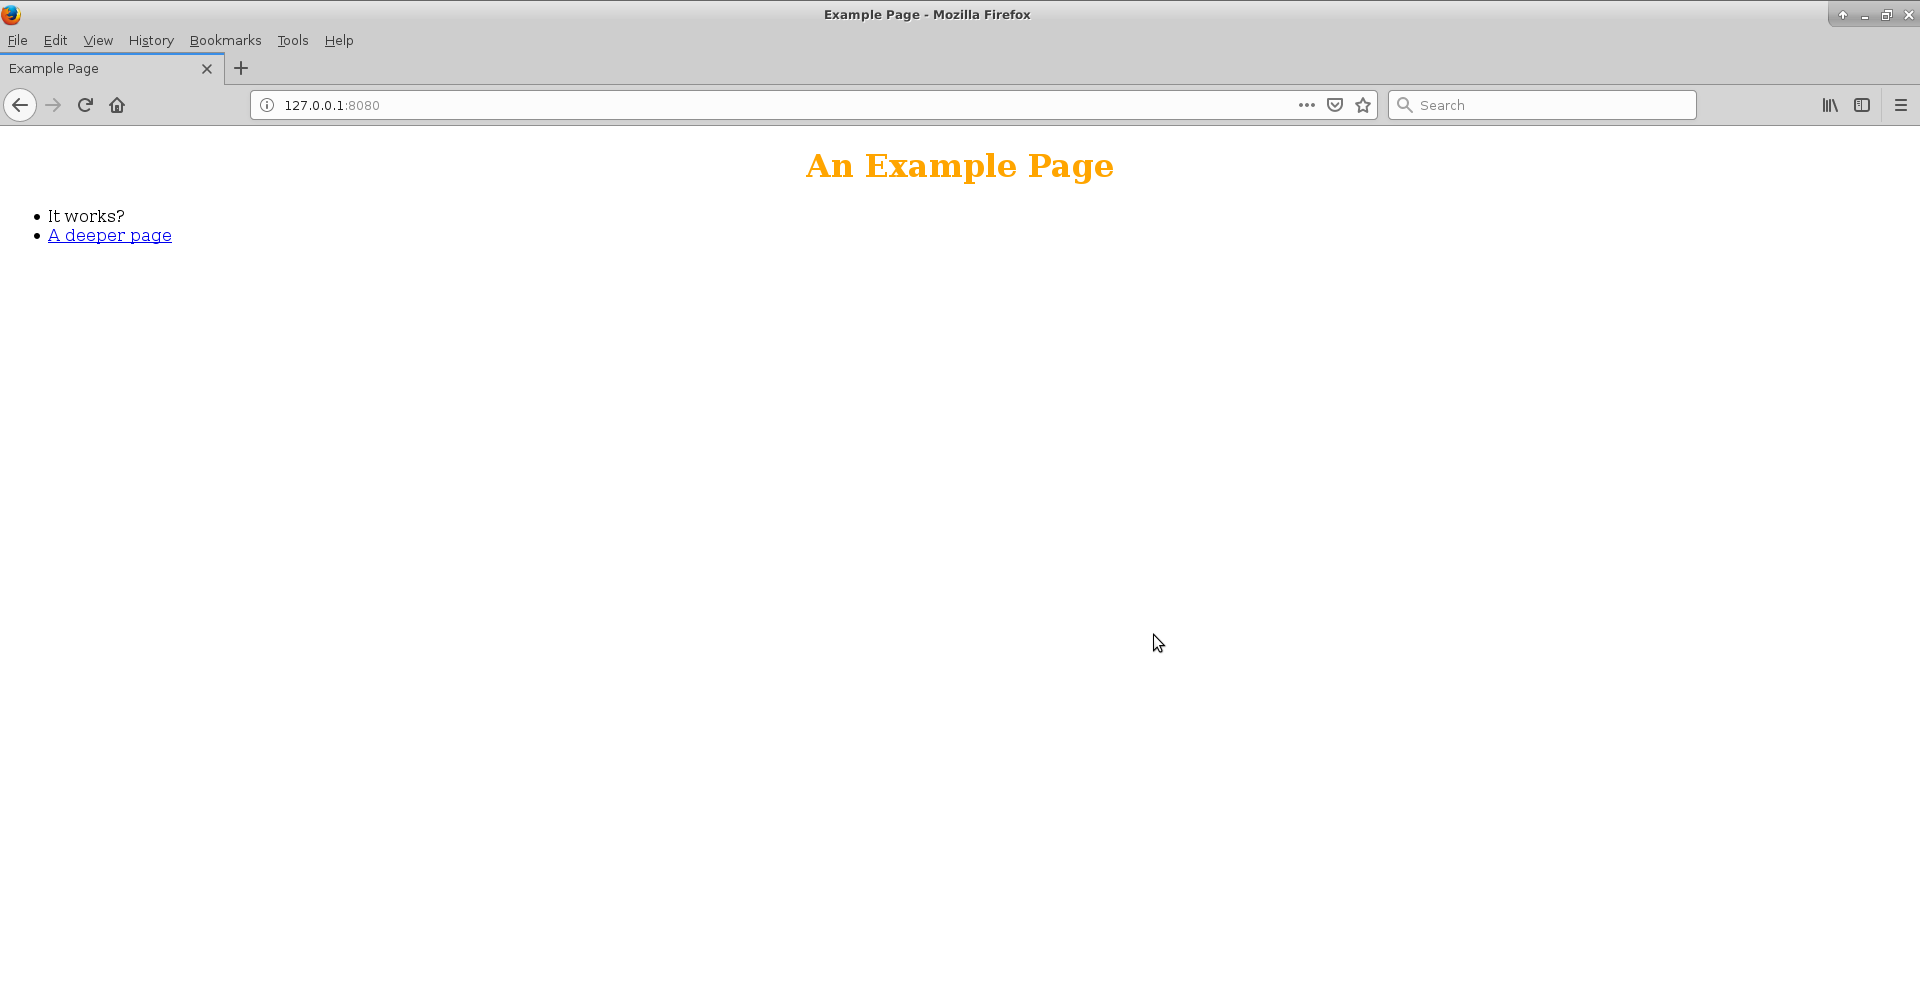 Example Page - Mozilla Firefox
File Edit View History Bookmarks Tools Help
Example Page
127.0.0.1:8080
Search
An Example Page
It works?
A deeper page